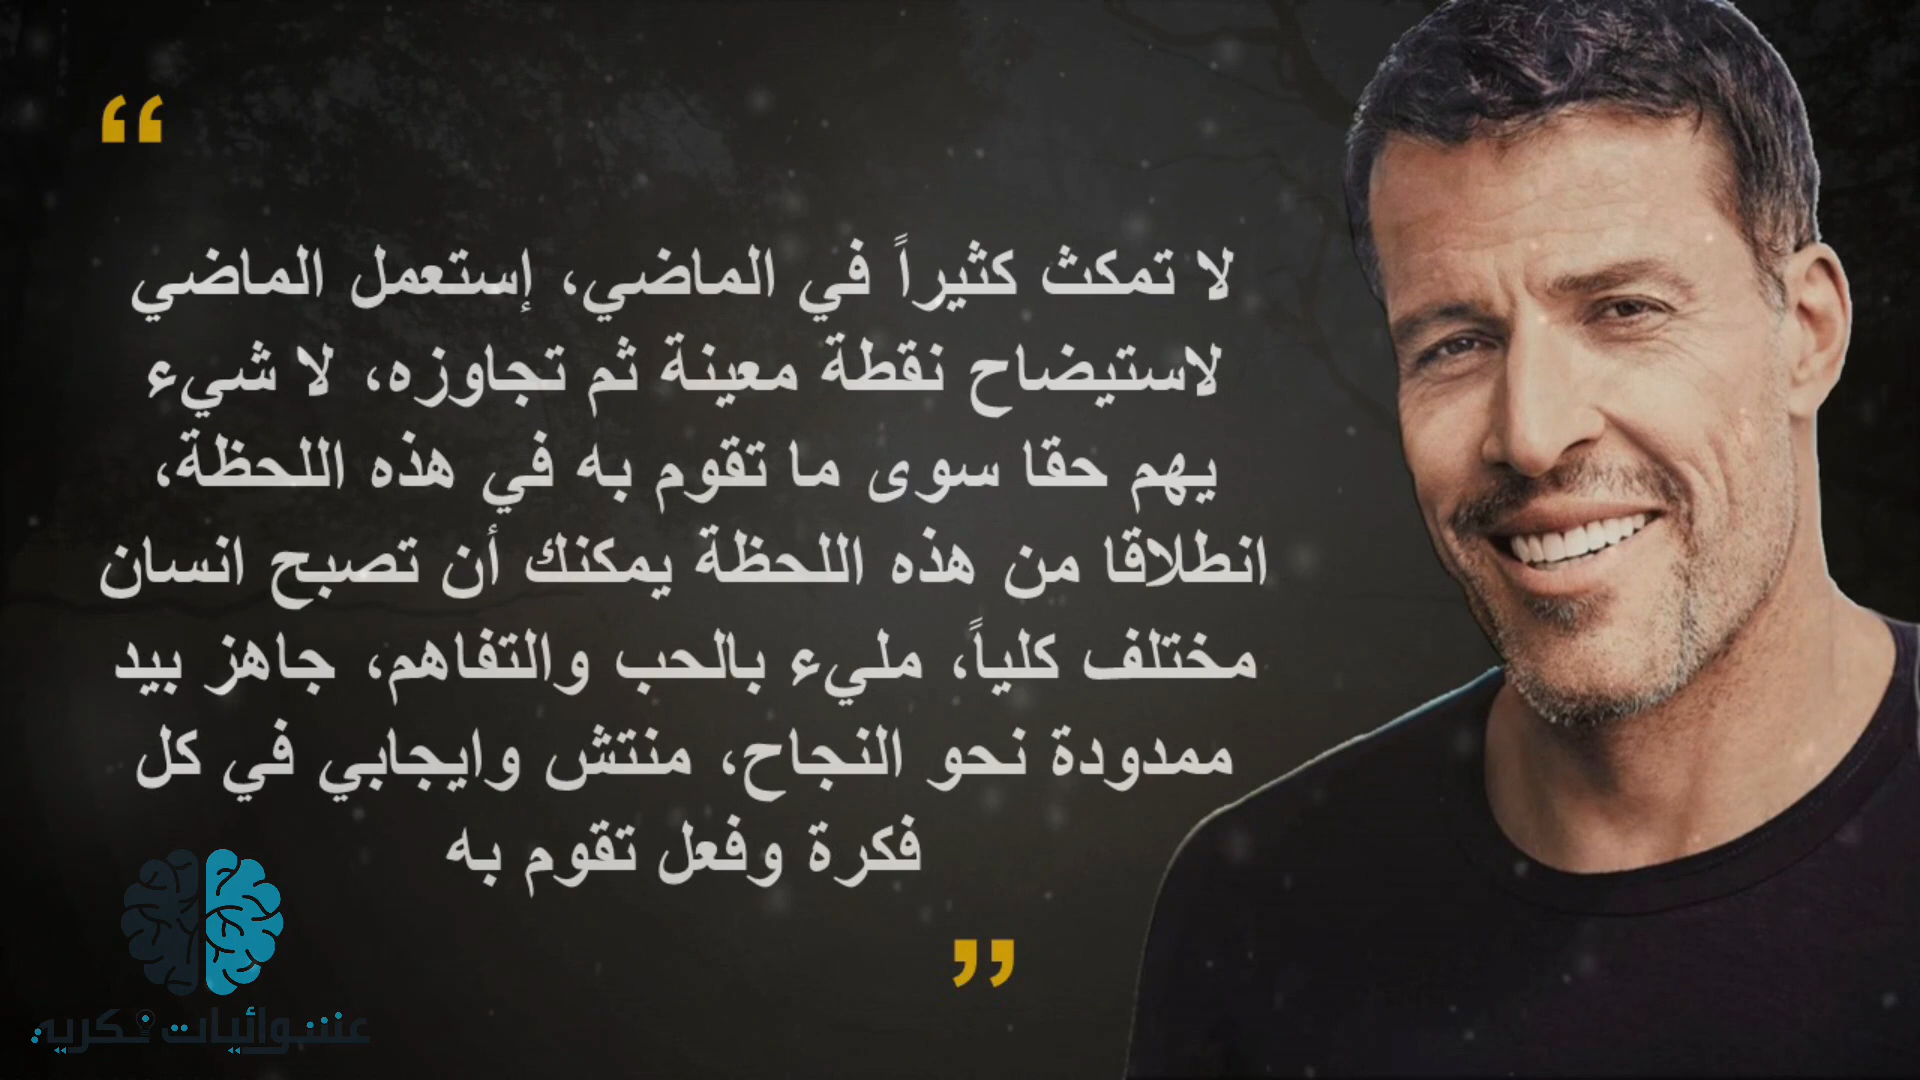 لا تمكث كثيراً في الماضي، إستعمل الماضي
لاستيضاح نقطة معينة ثم تجاوزه، لا شيء
يهم حقا سوى ما تقوم به في هذه اللحظة،
انطلاقا من هذه اللحظة يمكنك أن تصبح انسان
مختلف كلياً، مليء بالحب والتفاهم، جاهز بيد
ممدودة نحو النجاح، منتش وايجابي في كل
فكرة وفعل تقوم به
عشوائيات فكريه